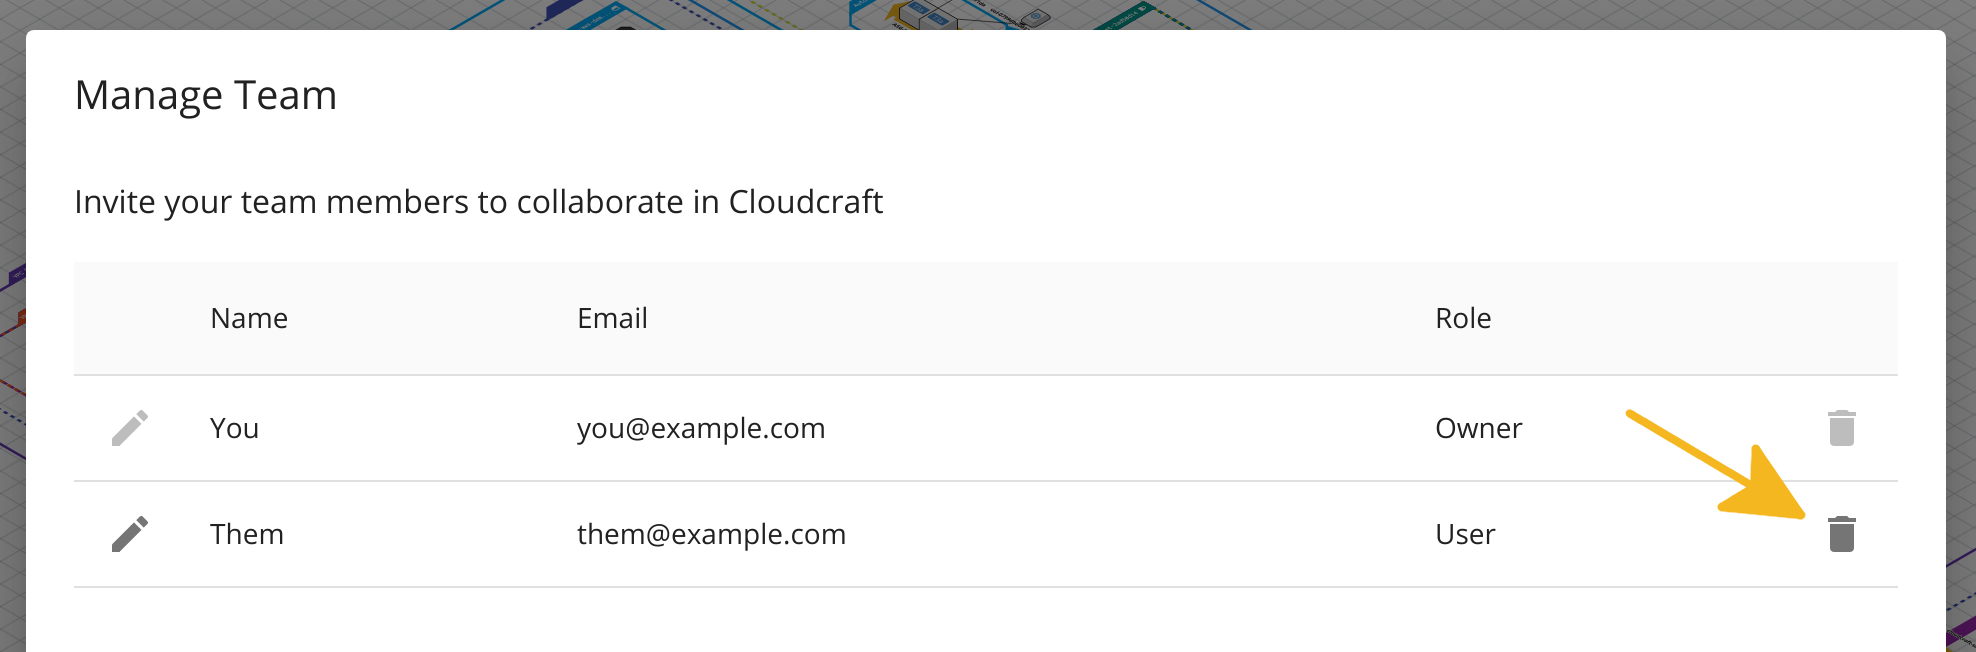 Manage Team
Invite your team members to collaborate in Cloudcraft
Name Email Role
You you@example.com Owner
Them them@example.com User